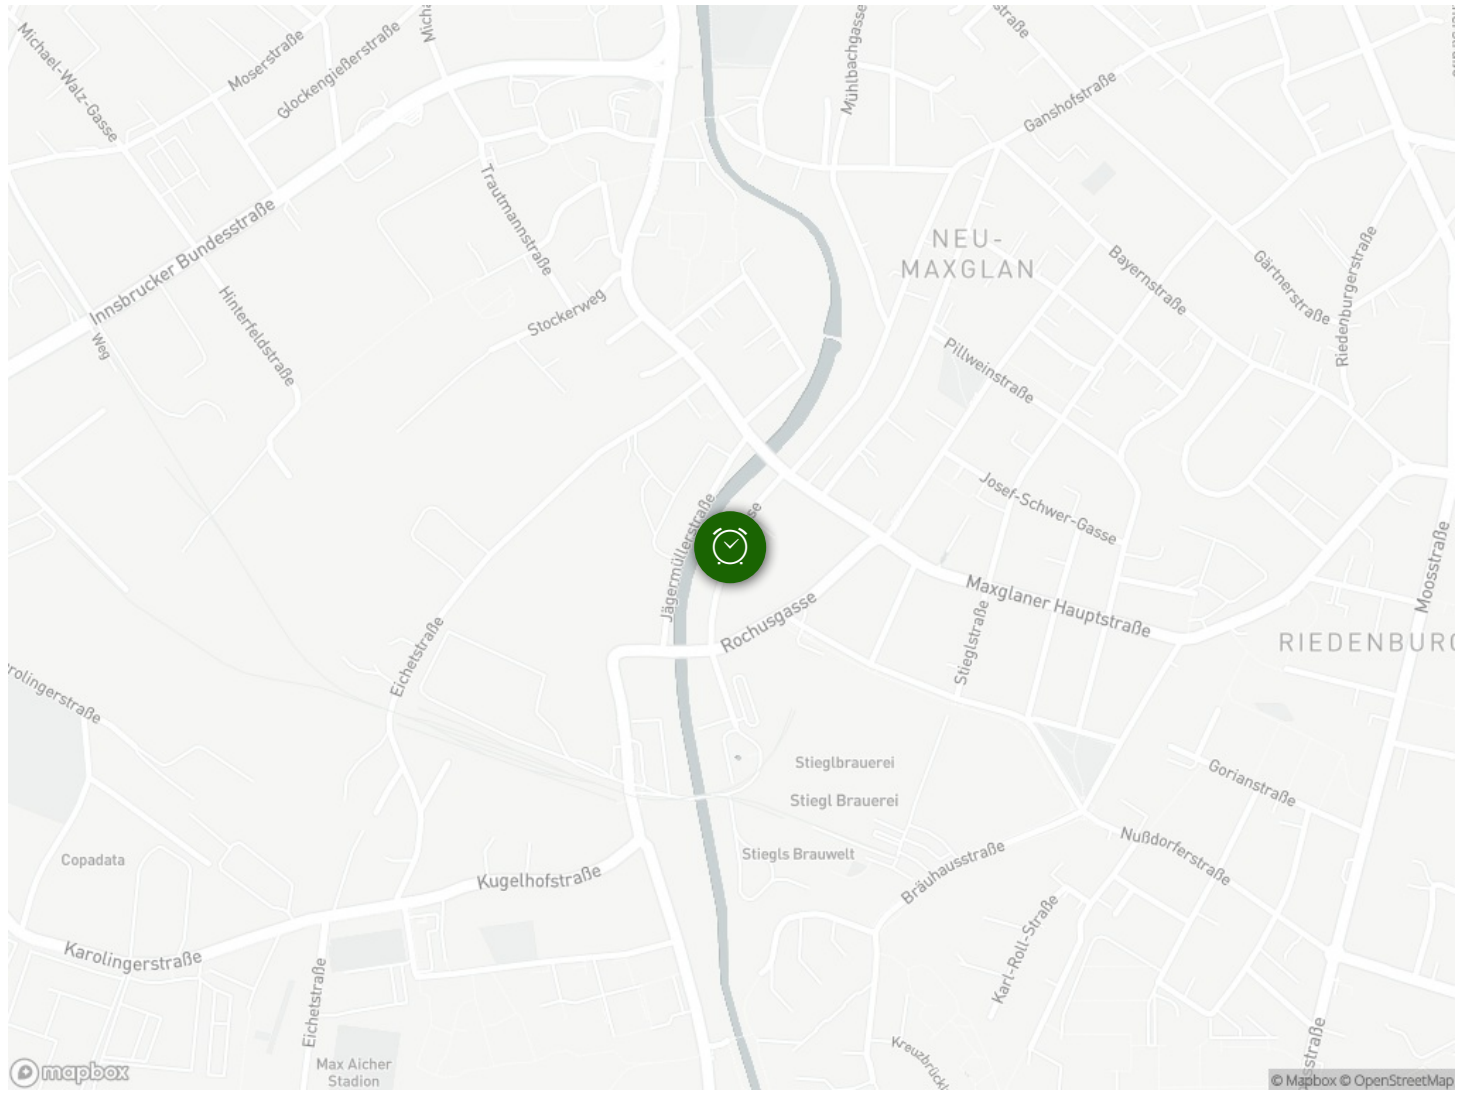 Michael-Walz-Gasse
Moserstraße
Glockengießerstraße
Mühlbachgasse
Ganshofstraße
Trautmannstraße
Innsbrucker Bundesstraße
NEU-
MAXGLAN
Bayernstraße
Gärtnerstraße
Riedenburgerstraße
Weg
Hinterfeldstraße
Stockerweg
Pillweinstraße
Josef-Schwer-Gasse
Jägermüllerstraße
Moosstraße
Maxglaner Hauptstraße
Rochusgasse
Stieglstraße
RIEDENBURG
Eichetstraße
rolingerstraße
Stieglbrauerei
Stiegl Brauerei
Gorianstraße
Copadata
Stiegls Brauwelt
Nußdorferstraße
Bräuhausstraße
Kugelhofstraße
Karl-Roll-Straße
Karolingerstraße
Eichetstraße
Max Aicher
Stadion
mapbox
© Mapbox © OpenStreetMap